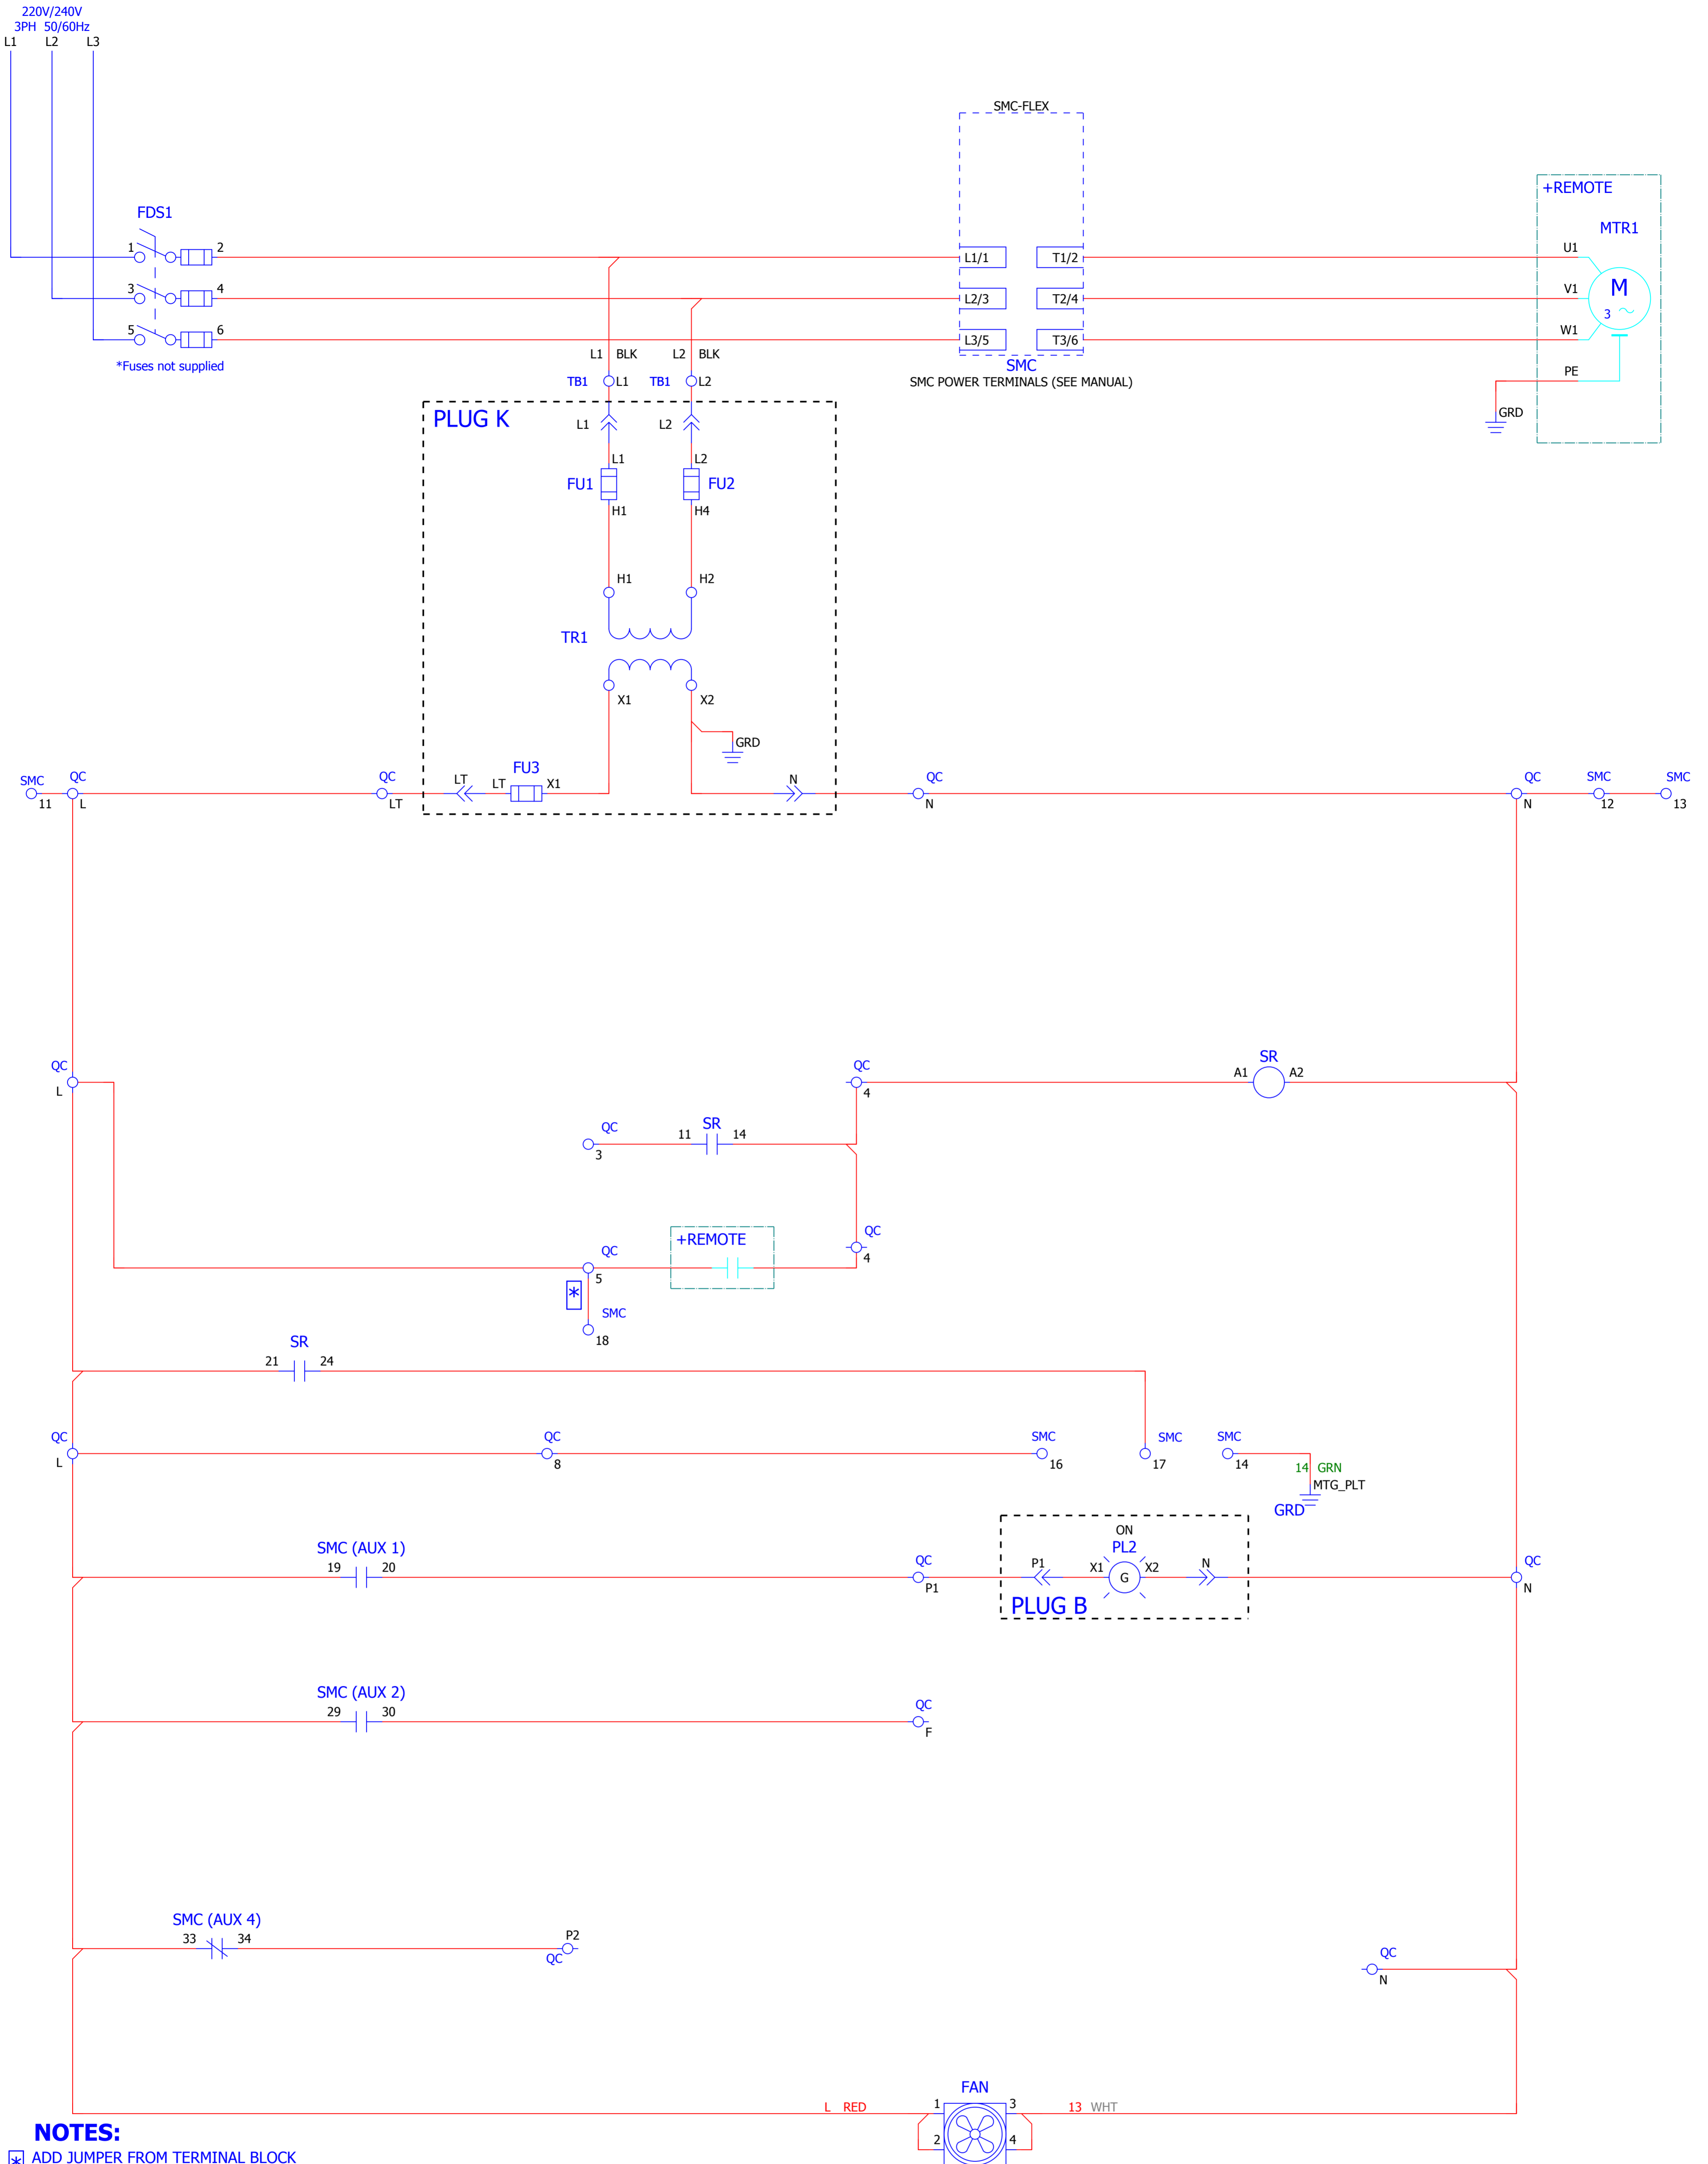 220V/240V
3PH 50/60Hz
L1 L2 L3
SMC-FLEX
+REMOTE
MTR1
FDS1
1 2
3 4
5 6
*Fuses not supplied
L1/1 T1/2
L2/3 T2/4
L3/5 T3/6
SMC
SMC POWER TERMINALS (SEE MANUAL)
U1
V1
W1
PE
M
3
GRD
L1 BLK L2 BLK
TB1 L1 TB1 L2
PLUG K
L1 L2
L1 L2
FU1 FU2
H1 H4
H1 H2
TR1
X1 X2
GRD
SMC QC QC LT LT FU3 X1 N QC QC SMC SMC
11 L LT N N 12 13
QC QC SR
L 4 A1 A2
QC 11 SR 14
3
+REMOTE QC
QC 4
5
*
SMC
18
SR
21 24
QC QC SMC SMC SMC
L 8 16 17 14
14 GRN
MTG_PLT
GRD
SMC (AUX 1)
19 20
QC
P1
ON
PL2
P1 X1 G X2 N
PLUG B
QC
N
SMC (AUX 2)
29 30
QC
F
SMC (AUX 4)
33 34
P2
QC
QC
N
FAN
L RED 1 3 13 WHT
2 4
NOTES:
* ADD JUMPER FROM TERMINAL BLOCK